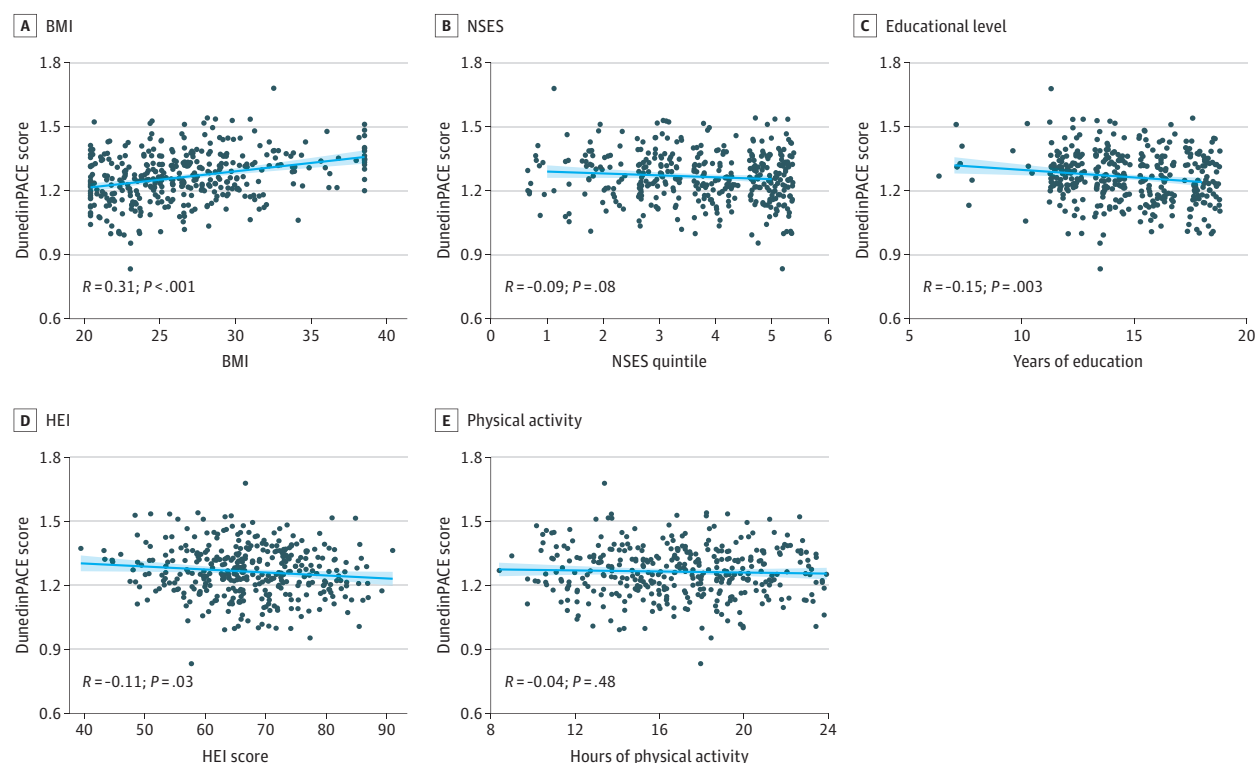 A BMI
DunedinPACE score
1.8
1.5
1.2
0.9
0.6
R = 0.31; P < .001
20 25 30 35 40
BMI
B NSES
DunedinPACE score
1.8
1.5
1.2
0.9
0.6
R = -0.09; P = .08
0 1 2 3 4 5 6
NSES quintile
C Educational level
DunedinPACE score
1.8
1.5
1.2
0.9
0.6
R = -0.15; P = .003
5 10 15 20
Years of education
D HEI
DunedinPACE score
1.8
1.5
1.2
0.9
0.6
R = -0.11; P = .03
40 50 60 70 80 90
HEI score
E Physical activity
DunedinPACE score
1.8
1.5
1.2
0.9
0.6
R = -0.04; P = .48
8 12 16 20 24
Hours of physical activity